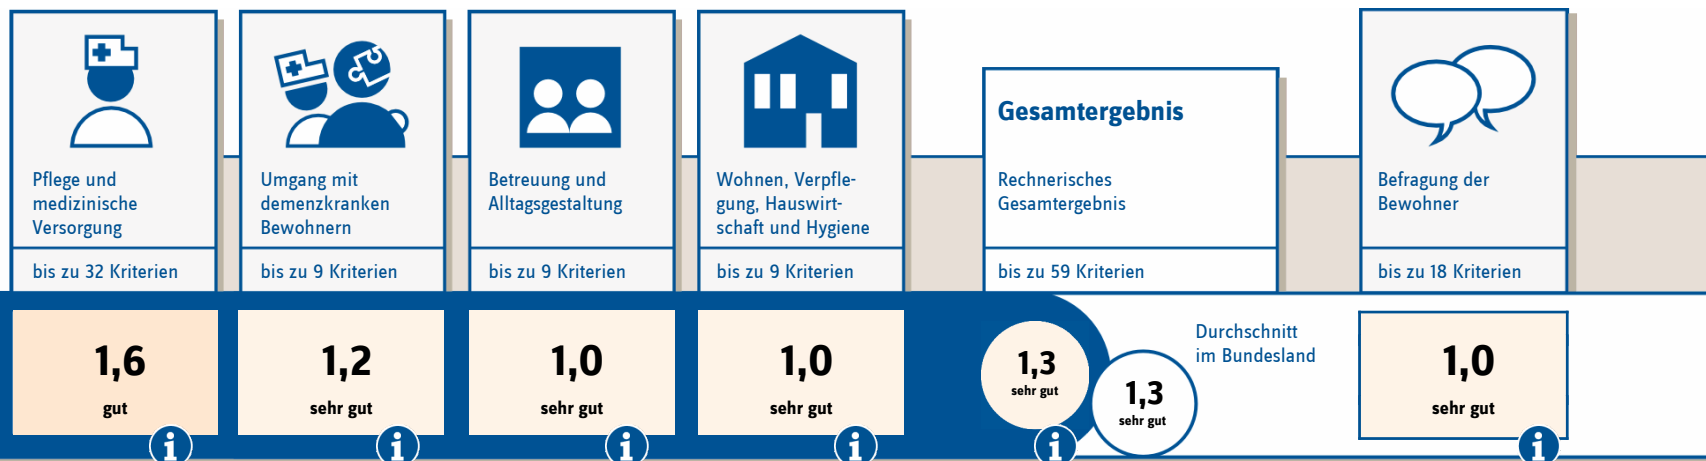 Pflege und
medizinische
Versorgung
bis zu 32 Kriterien
1,6
gut
i
Umgang mit
demenzkranken
Bewohnern
bis zu 9 Kriterien
1,2
sehr gut
i
Betreuung und
Alltagsgestaltung
bis zu 9 Kriterien
1,0
sehr gut
i
Wohnen, Verpfle-
gung, Hauswirt-
schaft und Hygiene
bis zu 9 Kriterien
1,0
sehr gut
i
Gesamtergebnis
Rechnerisches
Gesamtergebnis
bis zu 59 Kriterien
1,3
sehr gut
i
Durchschnitt
im Bundesland
1,3
sehr gut
Befragung der
Bewohner
bis zu 18 Kriterien
1,0
sehr gut
i